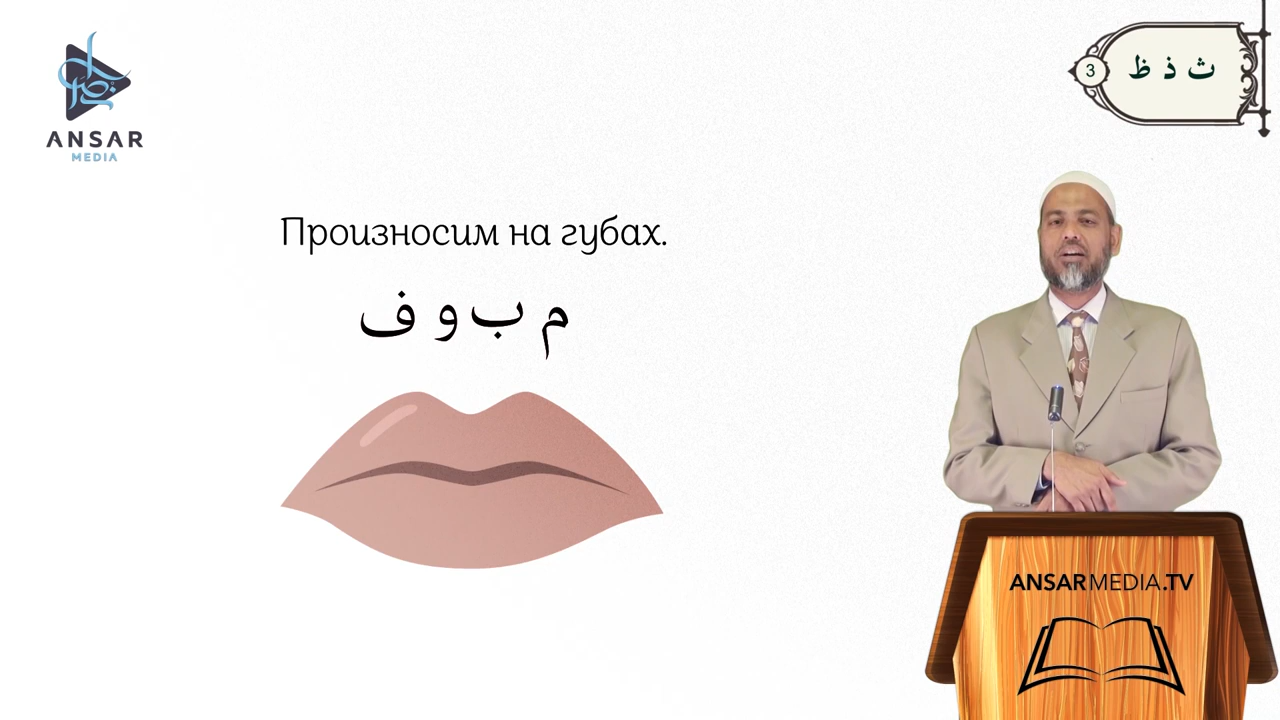 ANSAR
MEDIA
3
ث ذ ظ
Произносим на губах.
م ب و ف
ANSARMEDIA.TV